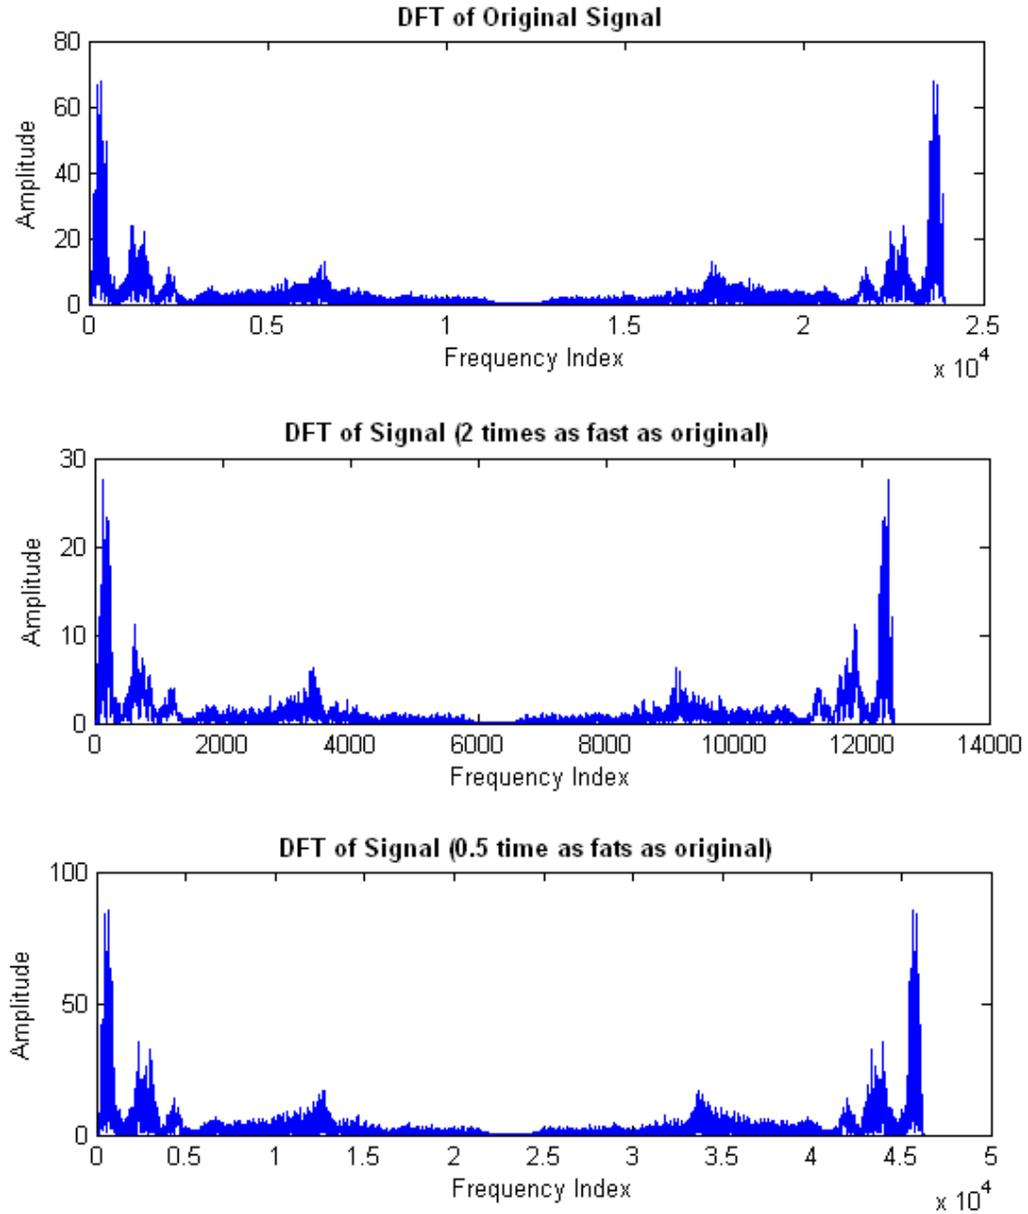 DFT of Original Signal
80
60
40
20
0
Amplitude
0 0.5 1 1.5 2 2.5
Frequency Index
x 10^4
DFT of Signal (2 times as fast as original)
30
20
10
0
Amplitude
0 2000 4000 6000 8000 10000 12000 14000
Frequency Index
DFT of Signal (0.5 time as fats as original)
100
50
0
Amplitude
0 0.5 1 1.5 2 2.5 3 3.5 4 4.5 5
Frequency Index
x 10^4